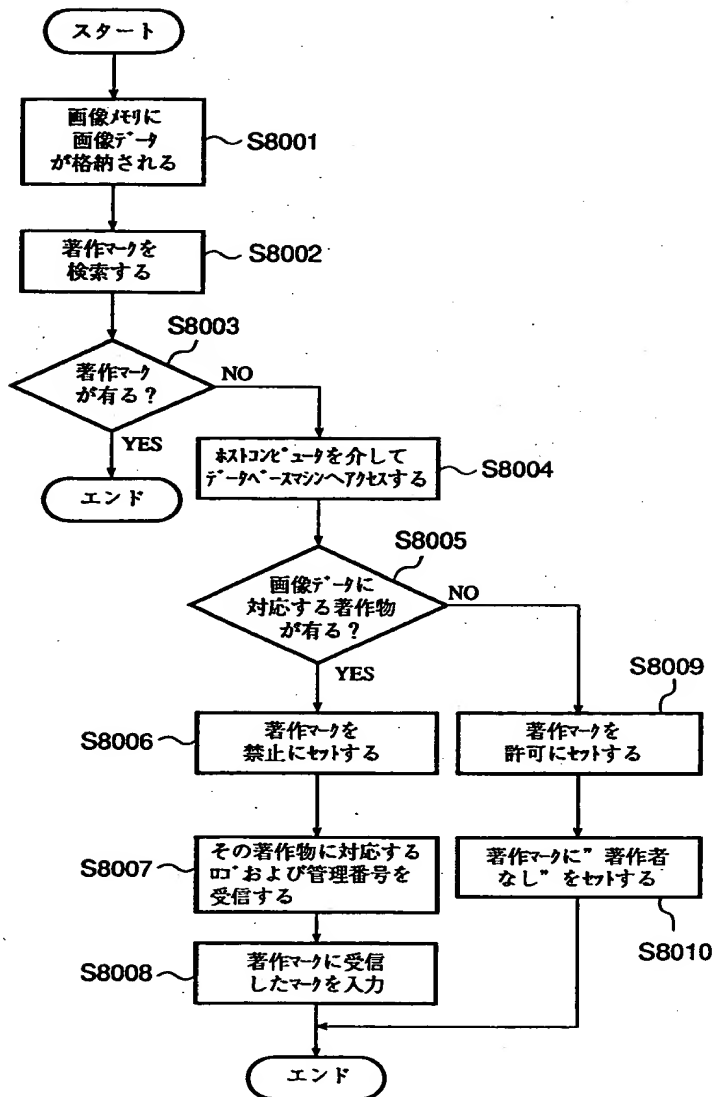 スタート
画像メモリに
画像データ
が格納される
S8001
著作マークを
検索する
S8002
S8003
著作マーク
が有る？
NO
YES
エンド
ホストコンピュータを介して
データベースマシンへアクセスする
S8004
S8005
画像データに
対応する著作物
が有る？
NO
YES
S8006
著作マークを
禁止にセットする
S8009
著作マークを
許可にセットする
S8007
その著作物に対応する
ロゴおよび管理番号を
受信する
著作マークに”著作者
なし”をセットする
S8010
S8008
著作マークに受信
したマークを入力
エンド